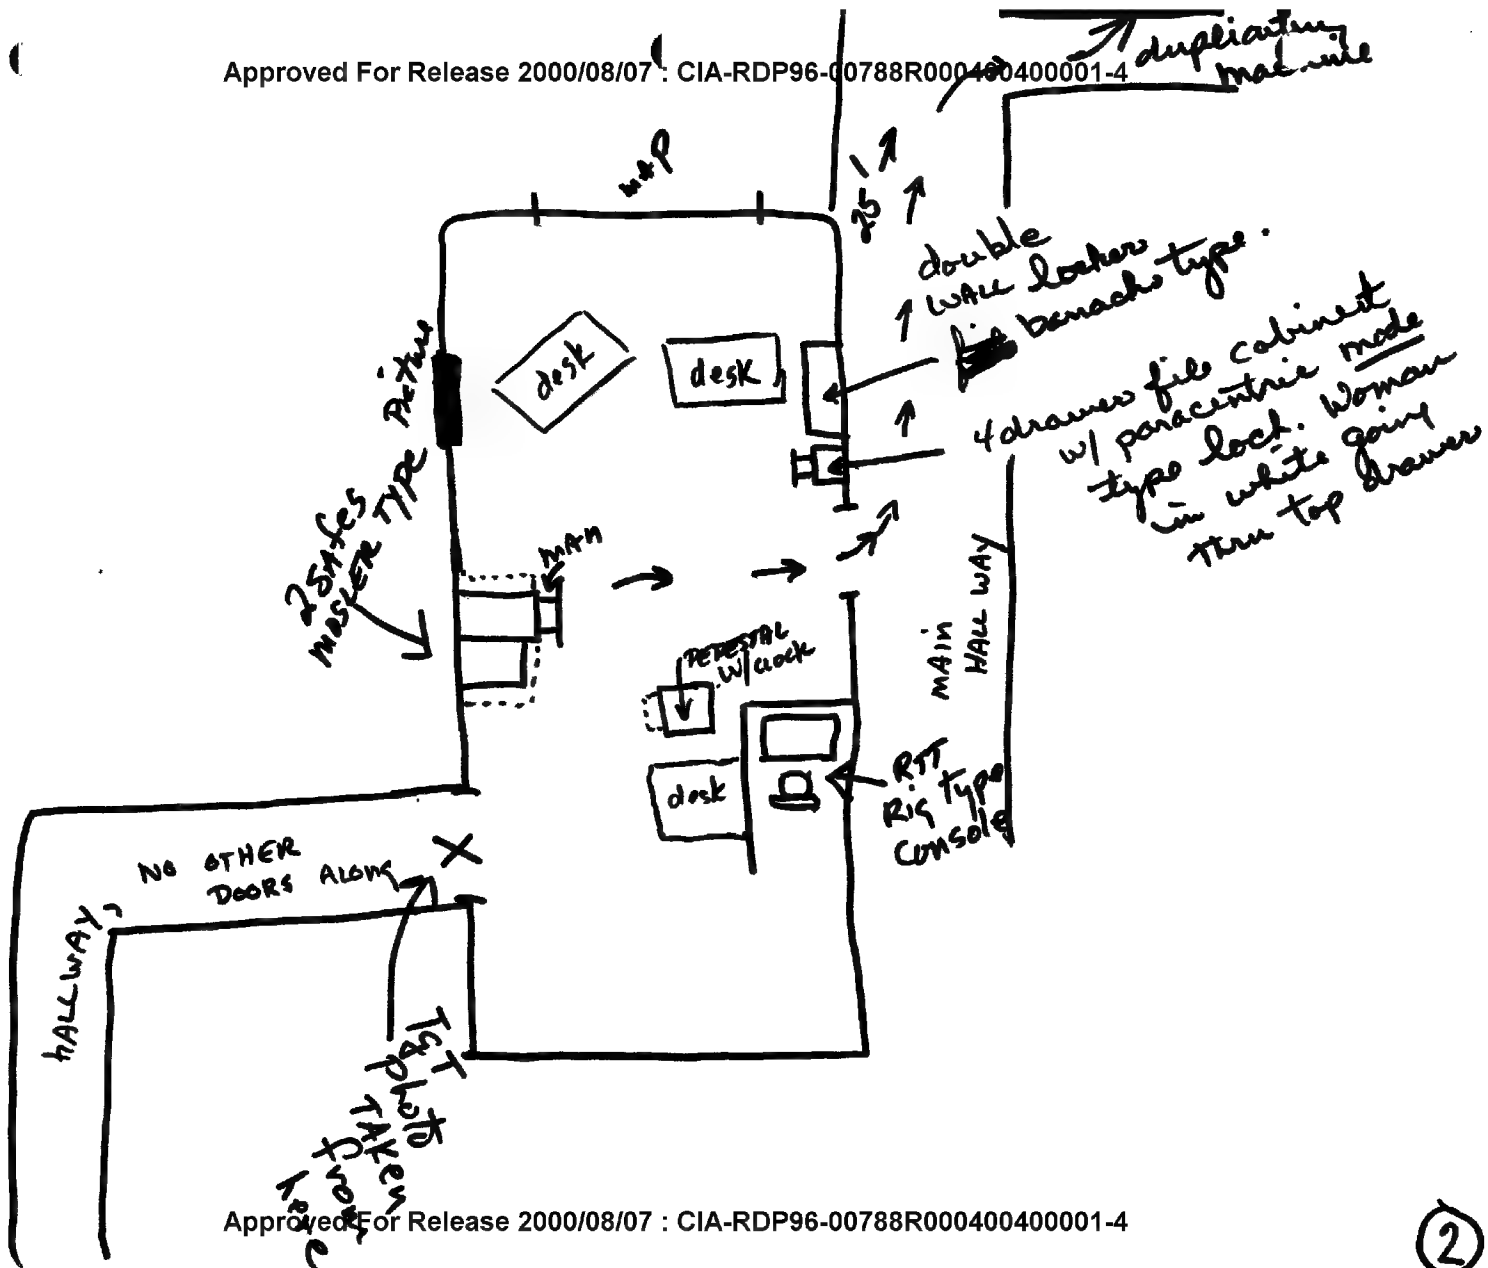 duplicating
machine
Approved For Release 2000/08/07 : CIA-RDP96-00788R000400400001-4
MAP
25'
double
WALL locker
barracks type.
4 drawer file cabinet
w/ paracentric mode
type lock. Woman
in white going
thru top drawer
Picture
desk
desk
2 SAfes
MOSLER TYPE
MAN
MAIN
HALL WAY
PEDESTAL
W/ clock
desk
RTT
Rig type
console
NO OTHER
DOORS ALONG
hALLWAY
TGT
photo
TAKEN
from
here
Approved For Release 2000/08/07 : CIA-RDP96-00788R000400400001-4
2